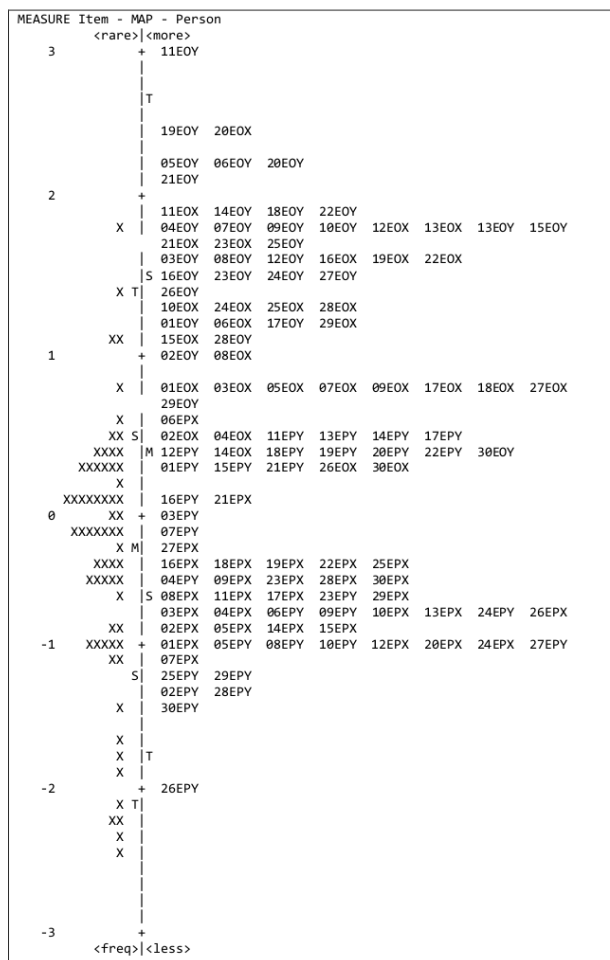 MEASURE Item - MAP - Person
<rare>|<more>
3 + 11EOY
|
|
|T
|
| 19EOY 20EOX
|
| 05EOY 06EOY 20EOY
| 21EOY
2 +
| 11EOX 14EOY 18EOY 22EOY
X | 04EOY 07EOY 09EOY 10EOY 12EOX 13EOX 13EOY 15EOY
21EOX 23EOX 25EOY
| 03EOY 08EOY 12EOY 16EOX 19EOX 22EOX
|S 16EOY 23EOY 24EOY 27EOY
X T| 26EOY
| 10EOX 24EOX 25EOX 28EOX
| 01EOY 06EOX 17EOY 29EOX
XX | 15EOX 28EOY
1 + 02EOY 08EOX
|
X | 01EOX 03EOX 05EOX 07EOX 09EOX 17EOX 18EOX 27EOX
29EOY
X | 06EPX
XX S| 02EOX 04EOX 11EPY 13EPY 14EPY 17EPY
XXXX |M 12EPY 14EOX 18EPY 19EPY 20EPY 22EPY 30EOY
XXXXXX | 01EPY 15EPY 21EPY 26EOX 30EOX
X |
XXXXXXXX | 16EPY 21EPX
0 XX + 03EPY
XXXXXXX | 07EPY
X M| 27EPX
XXXX | 16EPX 18EPX 19EPX 22EPX 25EPX
XXXXX | 04EPY 09EPX 23EPX 28EPX 30EPX
X |S 08EPX 11EPX 17EPX 23EPY 29EPX
| 03EPX 04EPX 06EPY 09EPY 10EPX 13EPX 24EPY 26EPX
XX | 02EPX 05EPX 14EPX 15EPX
-1 XXXXX + 01EPX 05EPY 08EPY 10EPY 12EPX 20EPX 24EPX 27EPY
XX | 07EPX
S| 25EPY 29EPY
| 02EPY 28EPY
X | 30EPY
|
X |
X |T
X |
-2 + 26EPY
X T|
XX |
X |
X |
|
|
|
|
-3 +
<freq>|<less>